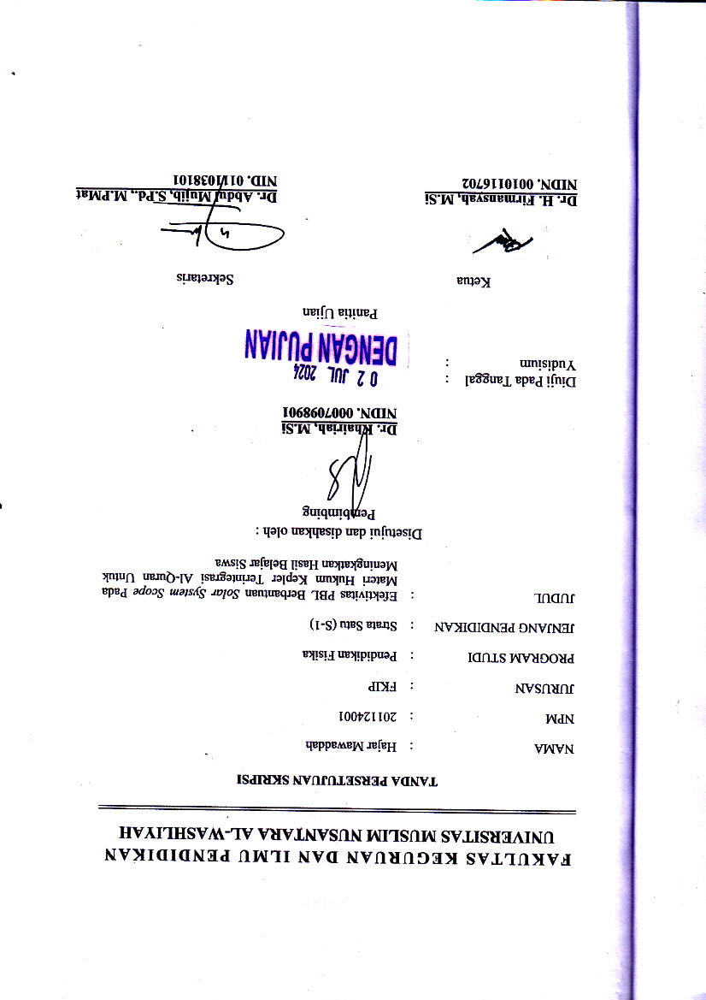 FAKULTAS KEGURUAN DAN ILMU PENDIDIKAN
UNIVERSITAS MUSLIM NUSANTARA AL-WASHLIYAH
TANDA PERSETUJUAN SKRIPSI
NAMA : Hajar Mawaddah
NPM : 201124001
JURUSAN : FKIP
PROGRAM STUDI : Pendidikan Fisika
JENJANG PENDIDIKAN : Strata Satu (S-1)
JUDUL : Efektivitas PBL Berbantuan Solar System Scope Pada
Materi Hukum Kepler Terintegrasi Al-Quran Untuk
Meningkatkan Hasil Belajar Siswa
Disetujui dan disahkan oleh :
Pembimbing
Dr. Khairiah, M.Si
NIDN. 0007098901
Diuji Pada Tanggal : 02 JUL 2024
Yudisium : DENGAN PUJIAN
Panitia Ujian
Ketua Sekretaris
Dr. H. Firmansyah, M.Si Dr. Abdul Mujib, S.Pd., M.PMat
NIDN. 0010116702 NID. 0111038101